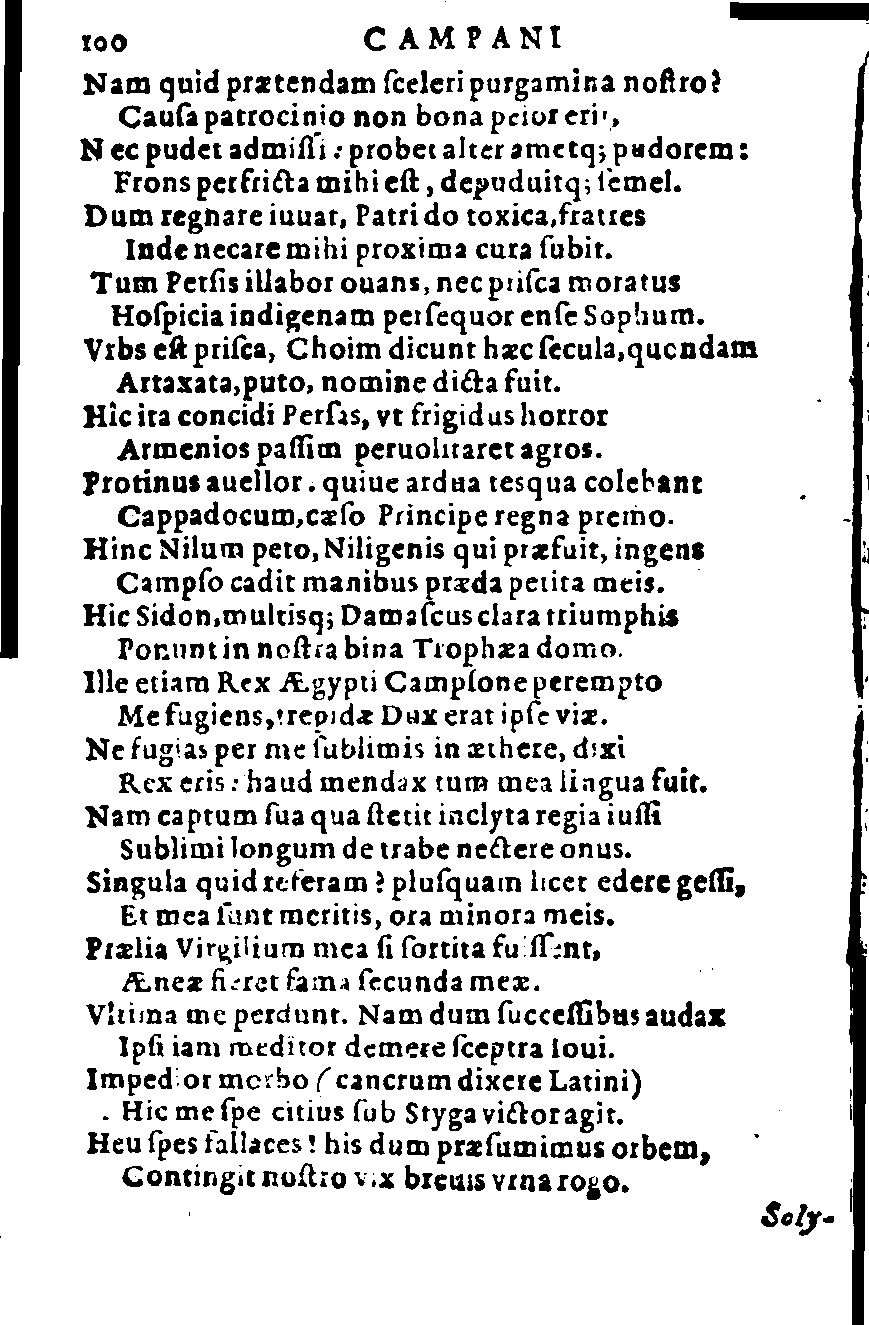 100 CAMPANI
Nam quid prætendam ſceleri purgamina noſtro?
Cauſa patrocinio non bona peior erit,
Nec pudet admiſſi : probet alter ametq; pudorem :
Frons perfricta mihi eſt, depuduitq; ſemel.
Dum regnare iuuat, Patri do toxica, fratres
Inde necare mihi proxima cura ſubit.
Tum Perſis illabor ouans, nec priſca moratus
Hoſpicia indigenam perſequor enſe Sophum.
Vrbs eſt priſca, Choim dicunt hæc ſecula, quondam
Artaxata, puto, nomine dicta fuit.
Hic ita concidi Perſas, vt frigidus horror
Armenios paſſim peruolitaret agros.
Protinus auellor. quiue ardua tesqua colebant
Cappadocum, cæſo Principe regna premo.
Hinc Nilum peto, Niligenis qui præfuit, ingens
Campſo cadit manibus præda petita meis.
Hic Sidon, multisq; Damaſcus clara triumphis
Ponunt in noſtra bina Trophæa domo.
Ille etiam Rex Ægypti Campſone perempto
Me fugiens, trepidæ Dux erat ipſe viæ.
Ne fugias per me ſublimis in æthere, dixi
Rex eris : haud mendax tum mea lingua fuit.
Nam captum ſua qua ſtetit inclyta regia iuſſi
Sublimi longum de trabe nectere onus.
Singula quid referam ? pluſquam licet edere geſſi,
Et mea ſunt meritis, ora minora meis.
Prælia Virgilium mea ſi ſortita fuiſſent,
Æneæ fieret fama ſecunda meæ.
Vltima me perdunt. Nam dum ſucceſſibus audax
Ipſi iam meditor demere ſceptra Ioui.
Impedior morbo ( cancrum dixere Latini)
Hic me ſpe citius ſub Styga victor agit.
Heu ſpes fallaces ! his dum præſumimus orbem,
Contingit noſtro vix breuis vrna rogo.
Soly-